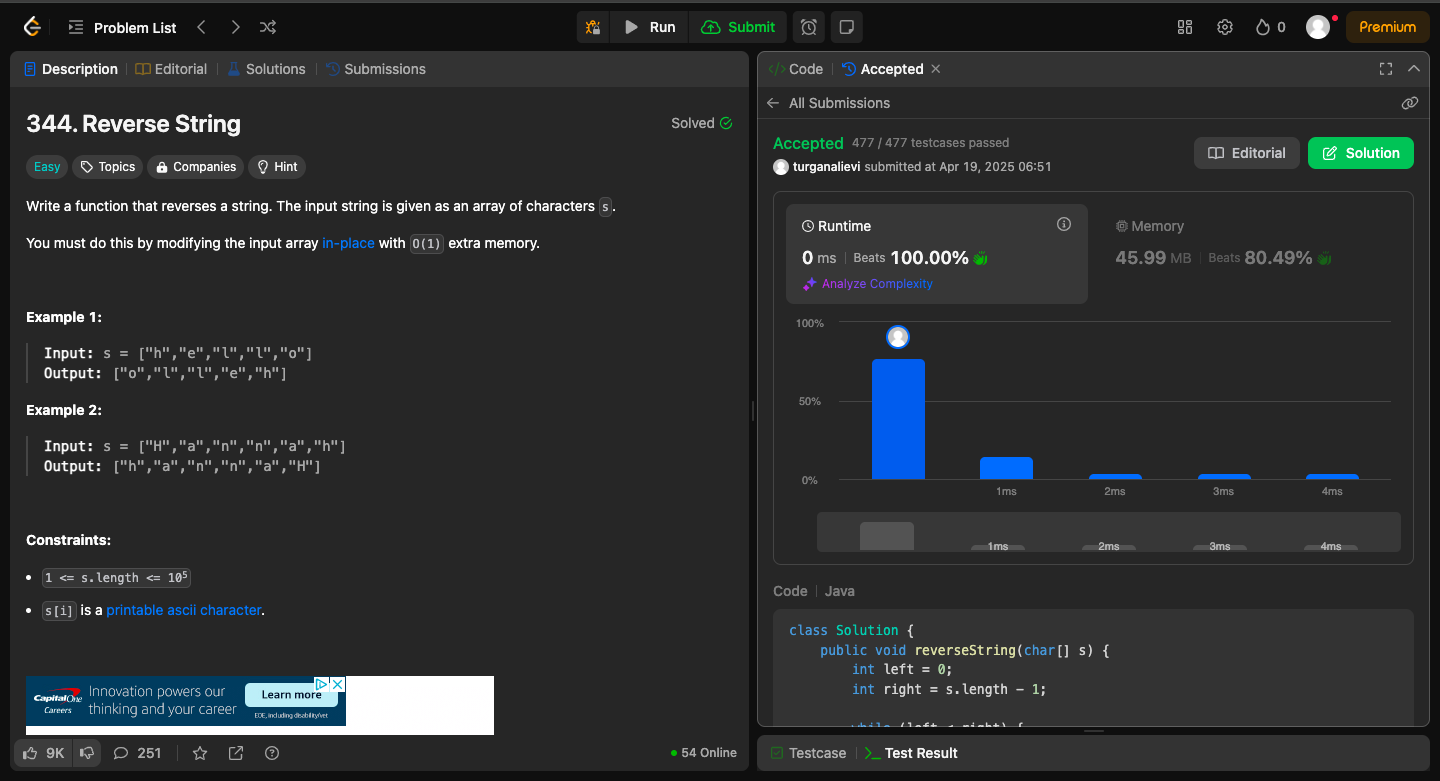 Problem List
Run
Submit
0
Premium
Description
Editorial
Solutions
Submissions
344. Reverse String
Solved
Easy
Topics
Companies
Hint
Write a function that reverses a string. The input string is given as an array of characters s.
You must do this by modifying the input array in-place with O(1) extra memory.
Example 1:
Input: s = ["h","e","l","l","o"]
Output: ["o","l","l","e","h"]
Example 2:
Input: s = ["H","a","n","n","a","h"]
Output: ["h","a","n","n","a","H"]
Constraints:
1 <= s.length <= 10⁵
s[i] is a printable ascii character.
Capital One
Careers
Innovation powers our
thinking and your career
Learn more
EOE, including disability/vet
9K
251
54 Online
</> Code
Accepted
All Submissions
Accepted 477 / 477 testcases passed
turganalievi submitted at Apr 19, 2025 06:51
Editorial
Solution
Runtime
0 ms
Beats 100.00%
Analyze Complexity
Memory
45.99 MB
Beats 80.49%
100%
50%
0%
1ms
2ms
3ms
4ms
1ms
2ms
3ms
4ms
Code
Java
class Solution {
public void reverseString(char[] s) {
int left = 0;
int right = s.length - 1;
while (left < right) {
Testcase
Test Result